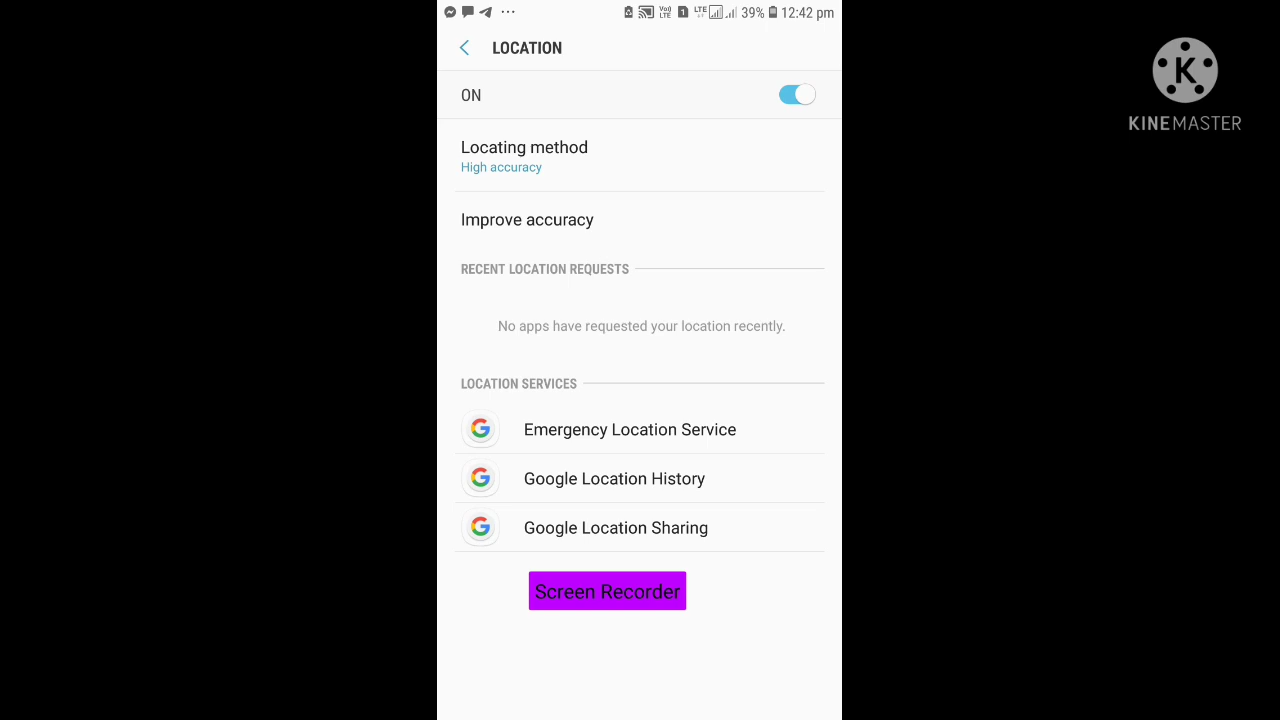 39% 12:42 pm
LOCATION
ON
K
KINEMASTER
Locating method
High accuracy
Improve accuracy
RECENT LOCATION REQUESTS
No apps have requested your location recently.
LOCATION SERVICES
Emergency Location Service
Google Location History
Google Location Sharing
Screen Recorder